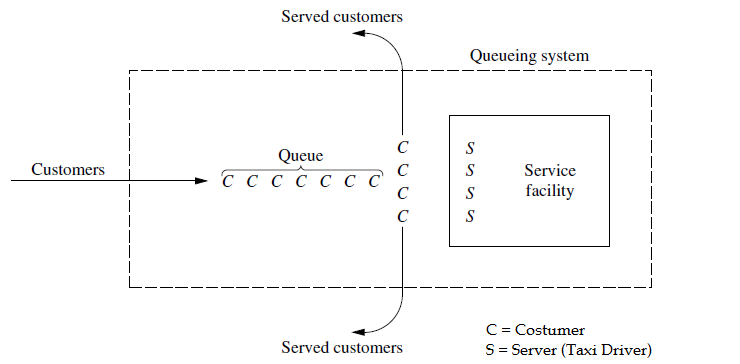 Served customers
Queueing system
Queue
Customers
C C C C C C C
C
C
C
C
S
S
S
S
Service
facility
Served customers
C = Costumer
S = Server (Taxi Driver)